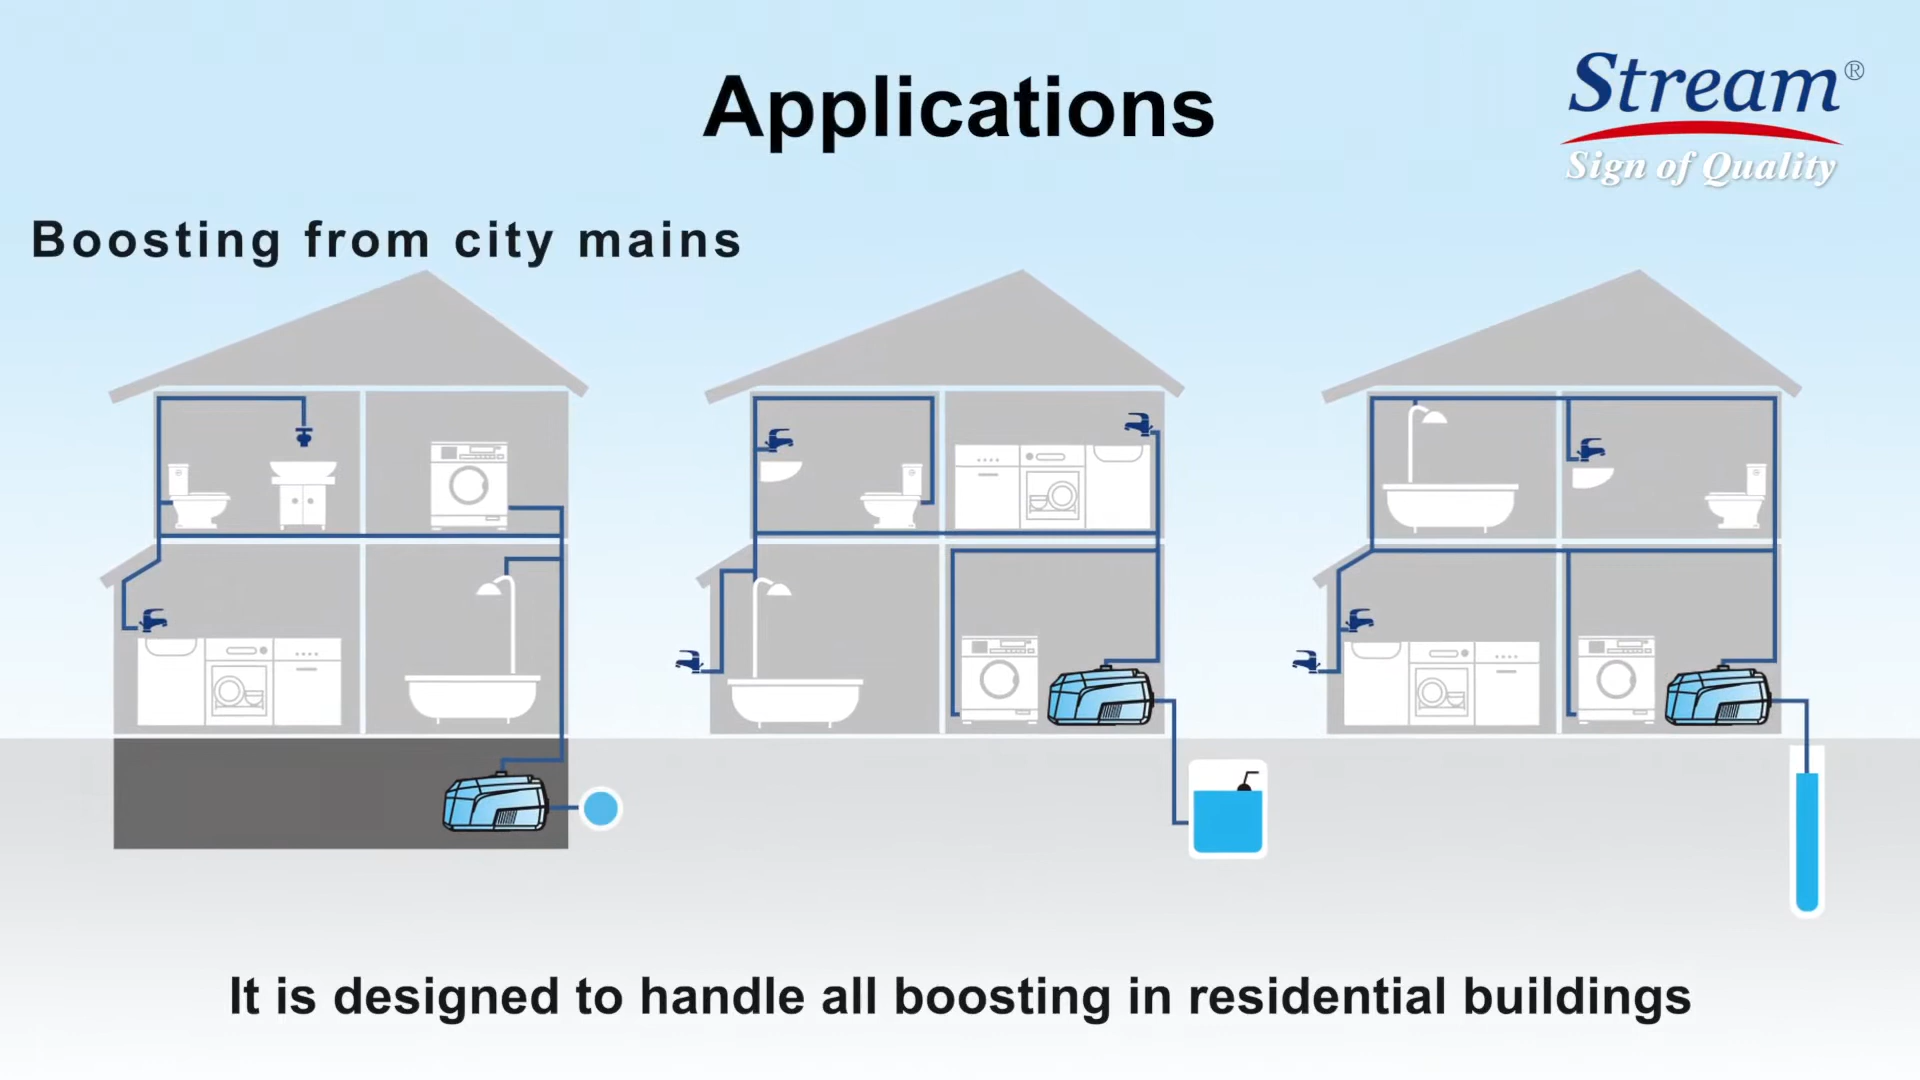 Applications
Stream®
Sign of Quality
Boosting from city mains
It is designed to handle all boosting in residential buildings